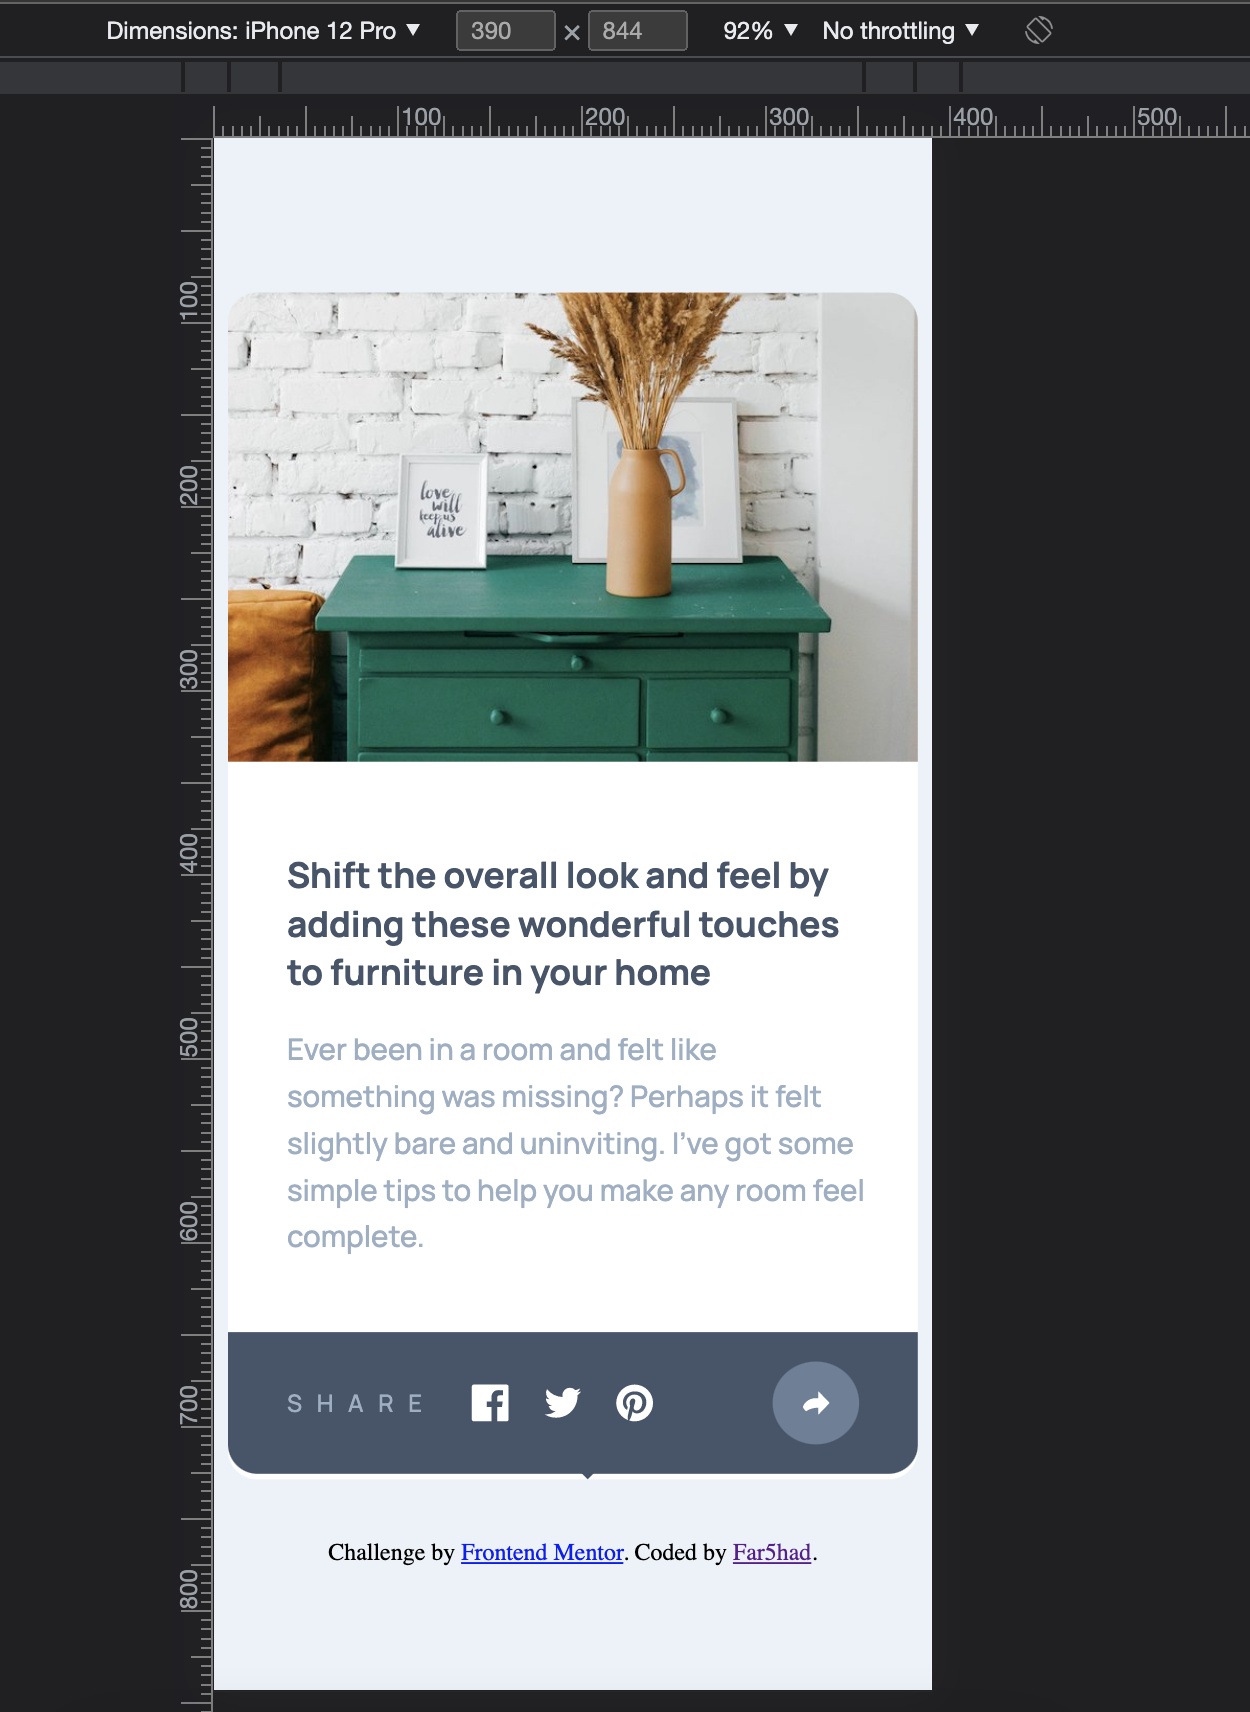 Dimensions: iPhone 12 Pro ▼ 390 × 844 92% ▼ No throttling ▼
100 200 300 400 500
100
200
love
will
keep us
alive
300
400
Shift the overall look and feel by
adding these wonderful touches
to furniture in your home
500
Ever been in a room and felt like
something was missing? Perhaps it felt
slightly bare and uninviting. I’ve got some
simple tips to help you make any room feel
600
complete.
700
SHARE
800
Challenge by Frontend Mentor. Coded by Far5had.